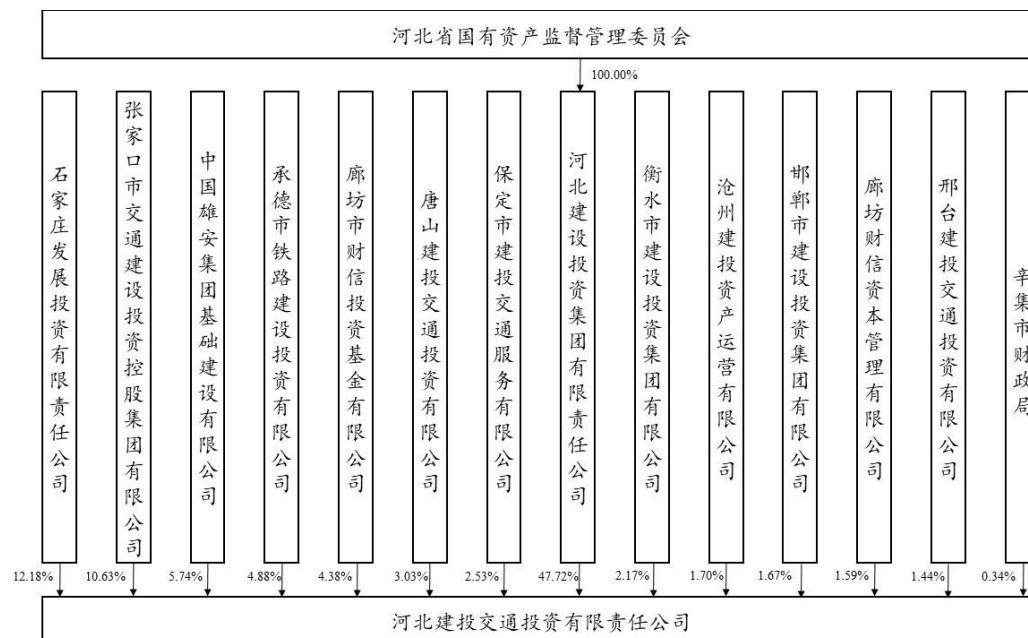 河北省国有资产监督管理委员会
100.00%
石家庄发展投资有限责任公司
张家口市交通建设投资控股集团有限公司
中国雄安集团基础建设有限公司
承德市铁路建设投资有限公司
廊坊市财信投资基金有限公司
唐山建投交通投资有限公司
保定市建投交通服务有限公司
河北建设投资集团有限责任公司
衡水市建设投资集团有限公司
沧州建投资产运营有限公司
邯郸市建设投资集团有限公司
廊坊财信资本管理有限公司
邢台建投交通投资有限公司
辛集市财政局
12.18%
10.63%
5.74%
4.88%
4.38%
3.03%
2.53%
47.72%
2.17%
1.70%
1.67%
1.59%
1.44%
0.34%
河北建投交通投资有限责任公司